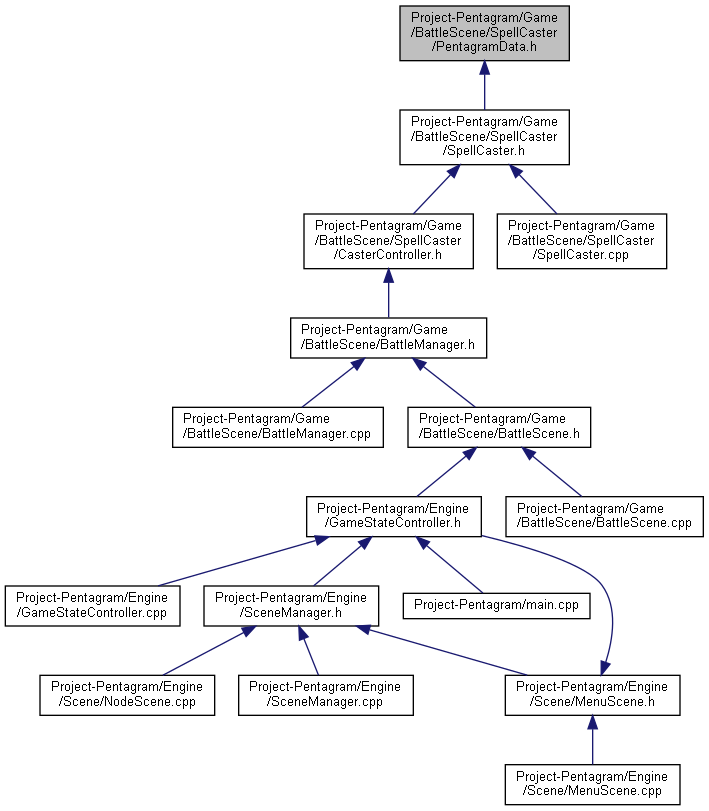 Project-Pentagram/Game
/BattleScene/SpellCaster
/PentagramData.h
Project-Pentagram/Game
/BattleScene/SpellCaster
/SpellCaster.h
Project-Pentagram/Game
/BattleScene/SpellCaster
/CasterController.h
Project-Pentagram/Game
/BattleScene/SpellCaster
/SpellCaster.cpp
Project-Pentagram/Game
/BattleScene/BattleManager.h
Project-Pentagram/Game
/BattleScene/BattleManager.cpp
Project-Pentagram/Game
/BattleScene/BattleScene.h
Project-Pentagram/Engine
/GameStateController.h
Project-Pentagram/Game
/BattleScene/BattleScene.cpp
Project-Pentagram/Engine
/GameStateController.cpp
Project-Pentagram/Engine
/SceneManager.h
Project-Pentagram/main.cpp
Project-Pentagram/Engine
/Scene/NodeScene.cpp
Project-Pentagram/Engine
/SceneManager.cpp
Project-Pentagram/Engine
/Scene/MenuScene.h
Project-Pentagram/Engine
/Scene/MenuScene.cpp